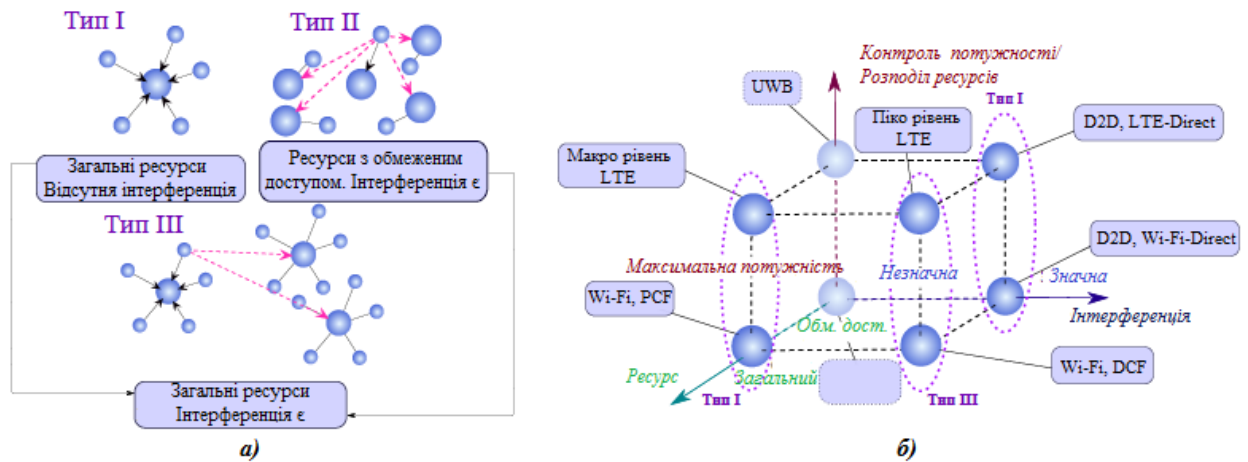 Тип I
Тип II
Загальні ресурси
Відсутня інтерференція
Ресурси з обмеженим
доступом. Інтерференція є
Тип III
Загальні ресурси
Інтерференція є
а)
Контроль потужності/
Розподіл ресурсів
UWB
Тип I
Піко рівень
LTE
D2D, LTE-Direct
Макро рівень
LTE
D2D, Wi-Fi-Direct
Максимальна потужність
Незначна
Значна
Wi-Fi, PCF
Інтерференція
Обм. дост.
Wi-Fi, DCF
Ресурс
Загальний
Тип I
Тип III
б)